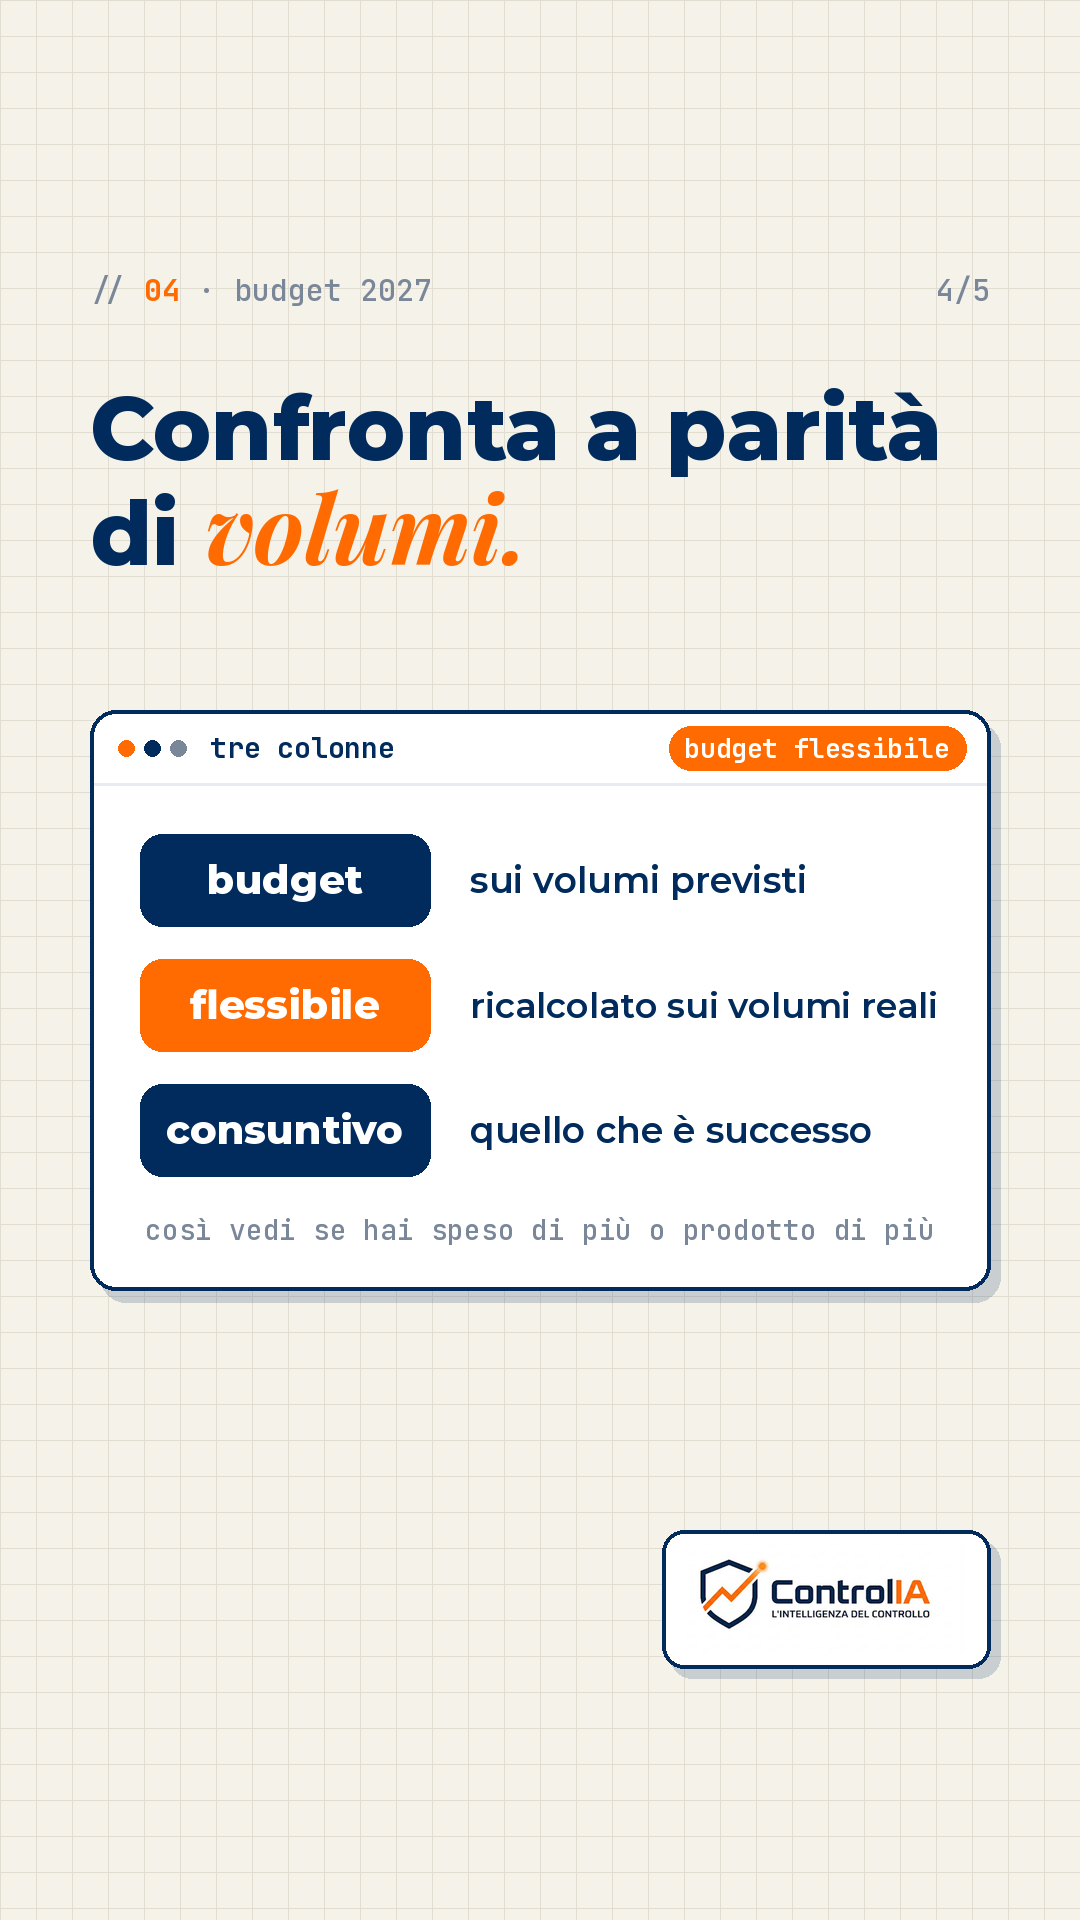 // 04 · budget 2027
4/5
Confronta a parità
di volumi.
tre colonne
budget flessibile
budget
sui volumi previsti
flessibile
ricalcolato sui volumi reali
consuntivo
quello che è successo
così vedi se hai speso di più o prodotto di più
ControlIA
L'INTELLIGENZA DEL CONTROLLO